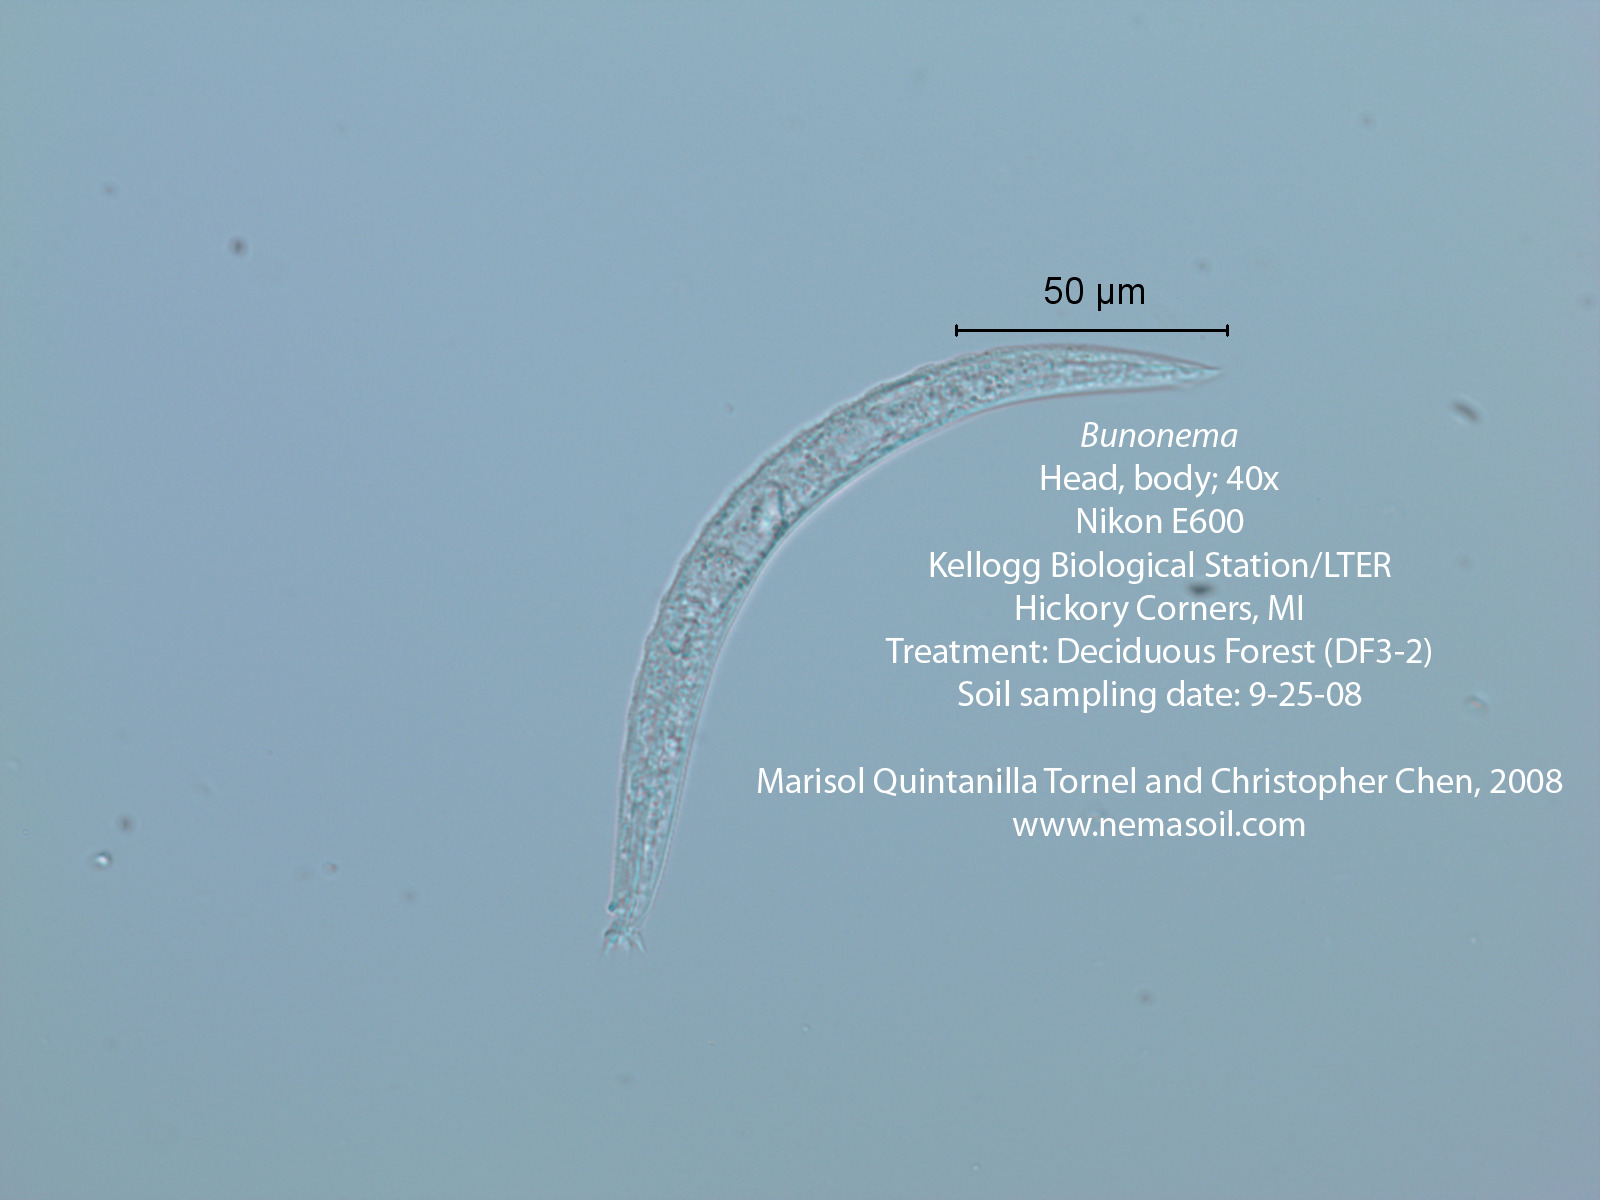 50 µm
Bunonema
Head, body; 40x
Nikon E600
Kellogg Biological Station/LTER
Hickory Corners, MI
Treatment: Deciduous Forest (DF3-2)
Soil sampling date: 9-25-08
Marisol Quintanilla Tornel and Christopher Chen, 2008
www.nemasoil.com